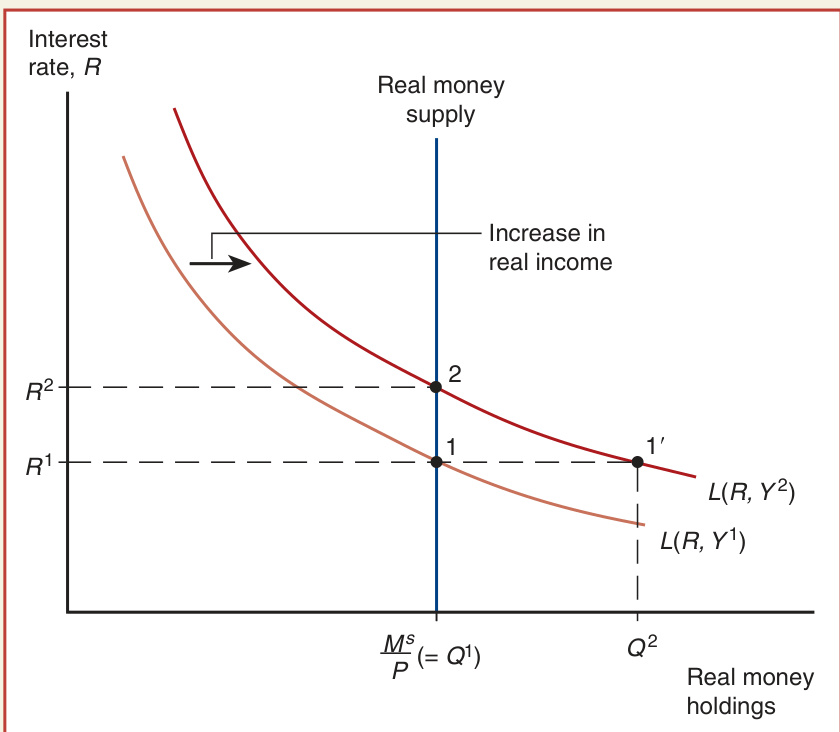 Interest
rate, R
Real money
supply
Increase in
real income
R²
2
R¹
1
1′
L(R, Y²)
L(R, Y¹)
Mˢ/P (= Q¹)
Q²
Real money
holdings